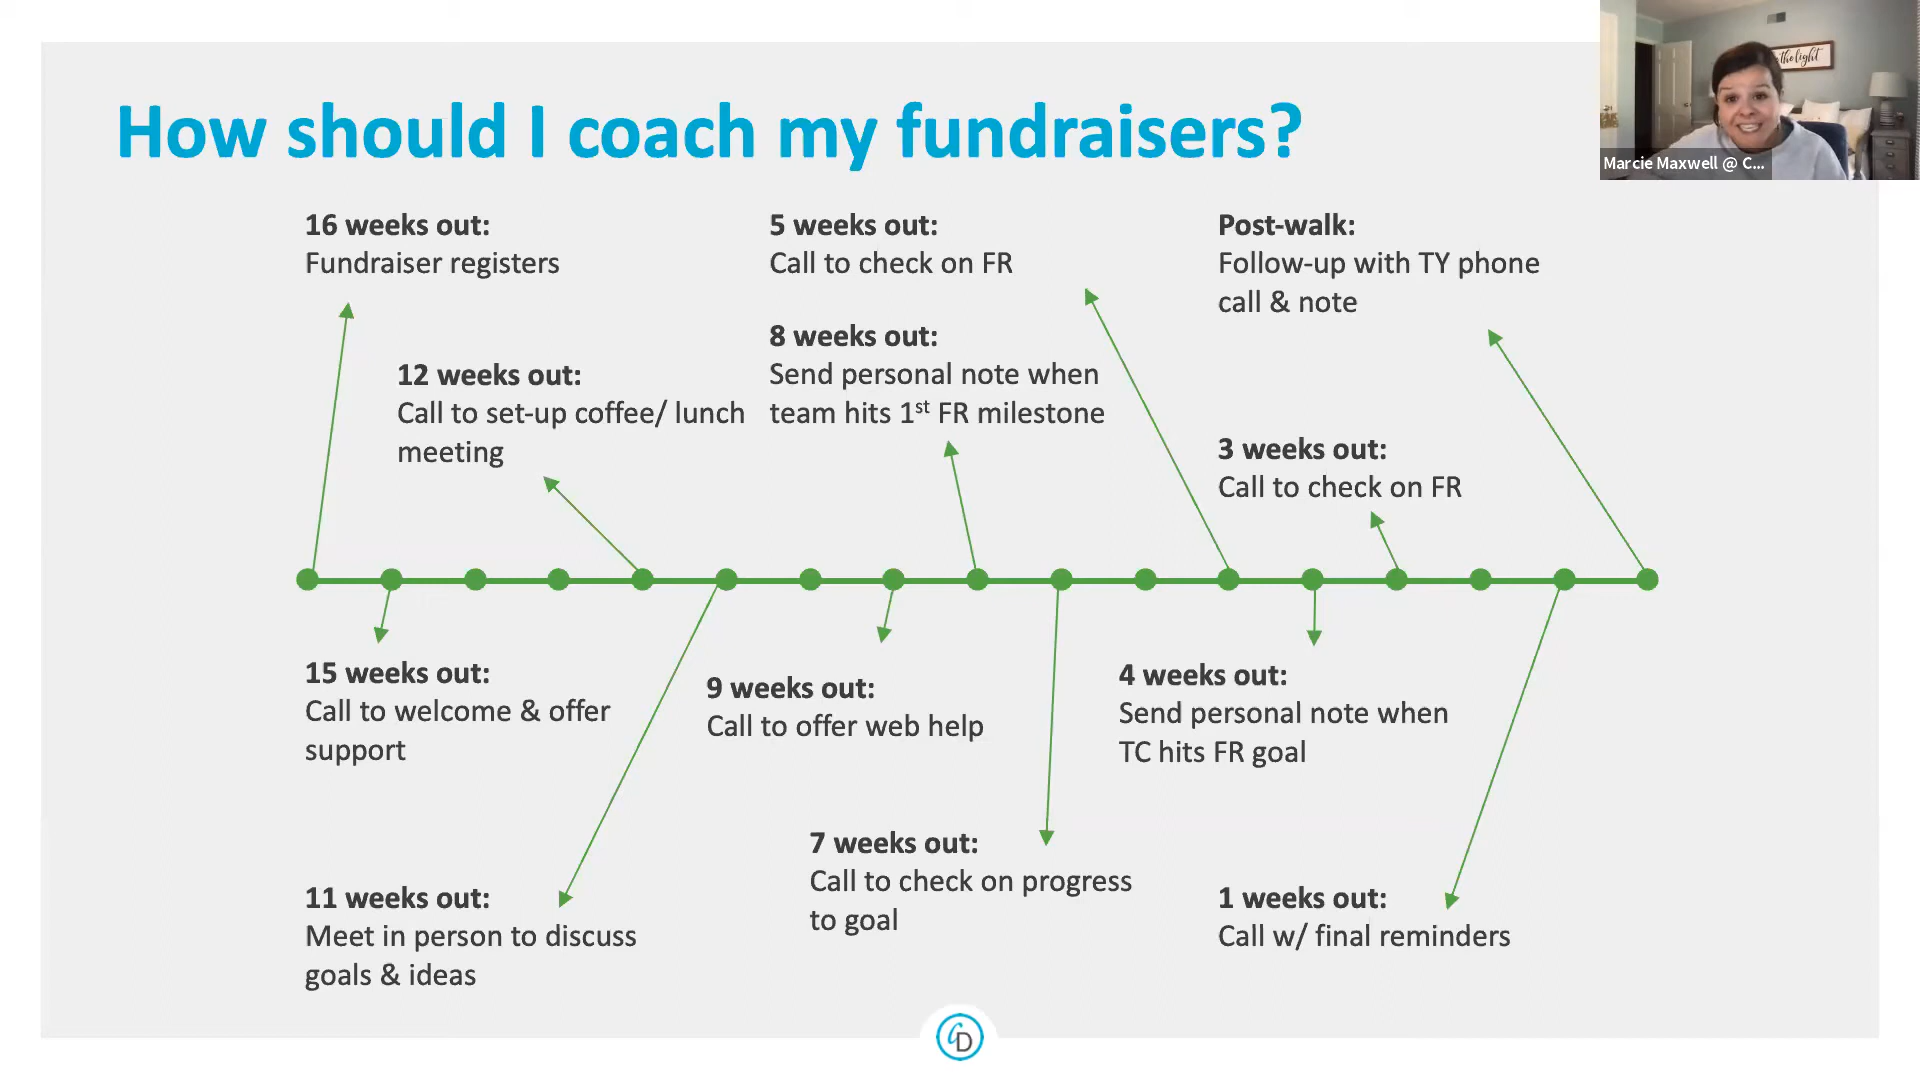 How should I coach my fundraisers?
the light
Marcie Maxwell @ C...
16 weeks out:
Fundraiser registers
5 weeks out:
Call to check on FR
Post-walk:
Follow-up with TY phone
call & note
12 weeks out:
Call to set-up coffee/ lunch
meeting
8 weeks out:
Send personal note when
team hits 1st FR milestone
3 weeks out:
Call to check on FR
15 weeks out:
Call to welcome & offer
support
9 weeks out:
Call to offer web help
4 weeks out:
Send personal note when
TC hits FR goal
11 weeks out:
Meet in person to discuss
goals & ideas
7 weeks out:
Call to check on progress
to goal
1 weeks out:
Call w/ final reminders
CD